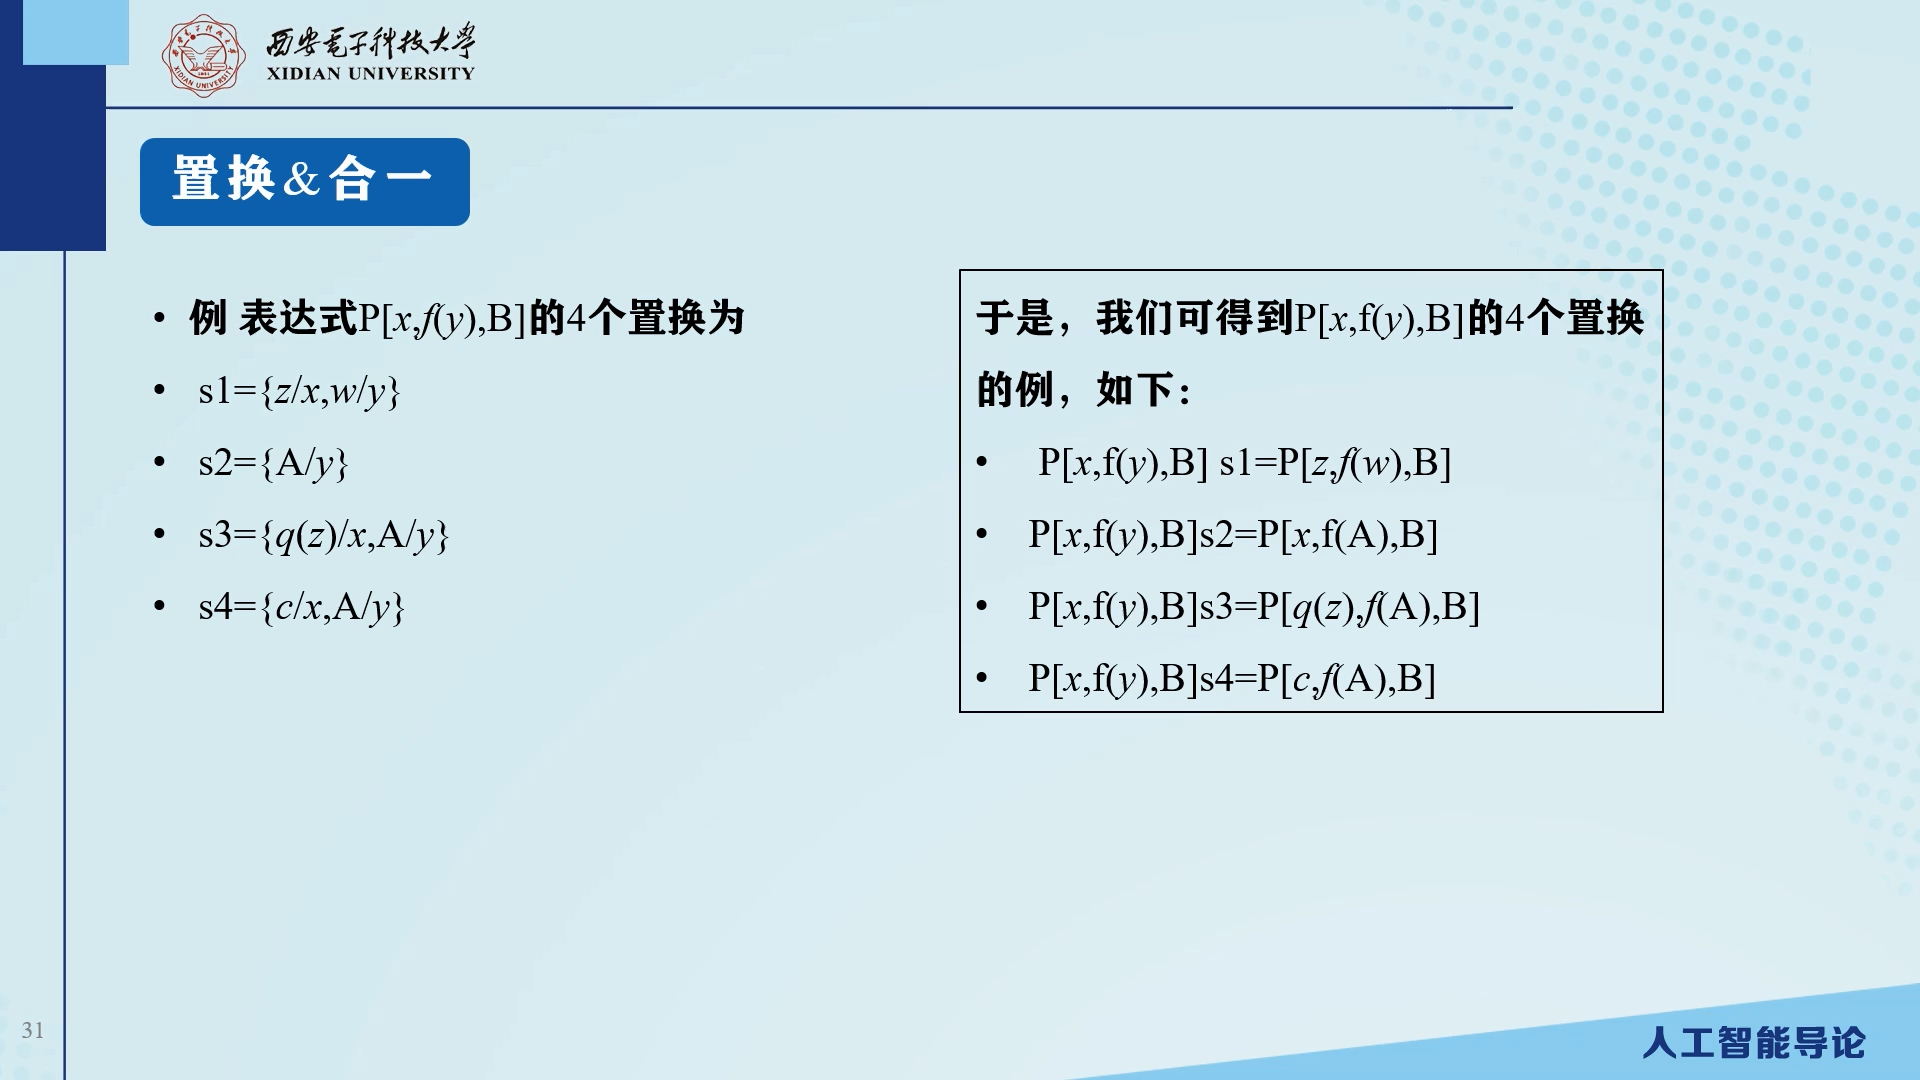 西安电子科技大学
XIDIAN UNIVERSITY
置换&合一
• 例 表达式P[x,f(y),B]的4个置换为
• s1={z/x,w/y}
• s2={A/y}
• s3={q(z)/x,A/y}
• s4={c/x,A/y}
于是，我们可得到P[x,f(y),B]的4个置换
的例，如下：
• P[x,f(y),B] s1=P[z,f(w),B]
• P[x,f(y),B]s2=P[x,f(A),B]
• P[x,f(y),B]s3=P[q(z),f(A),B]
• P[x,f(y),B]s4=P[c,f(A),B]
31
人工智能导论